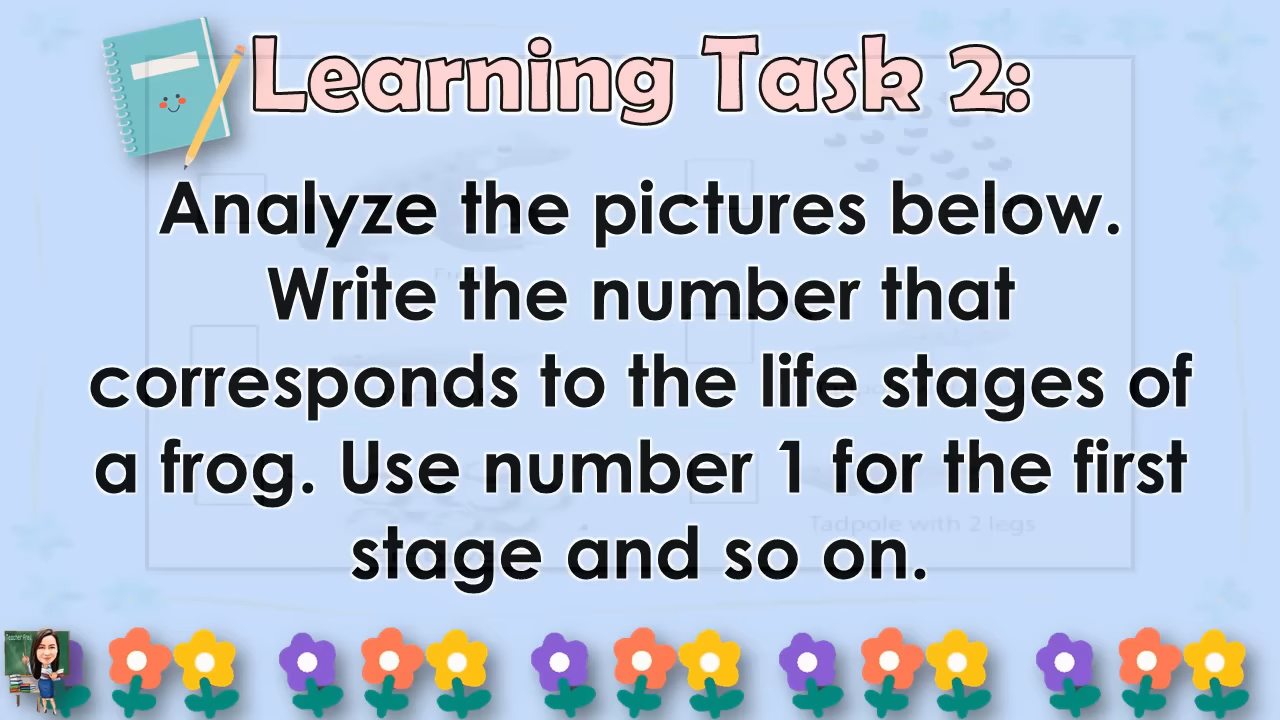 Learning Task 2:
Analyze the pictures below.
Write the number that
corresponds to the life stages of
a frog. Use number 1 for the first
stage and so on.
Tadpole with 2 legs